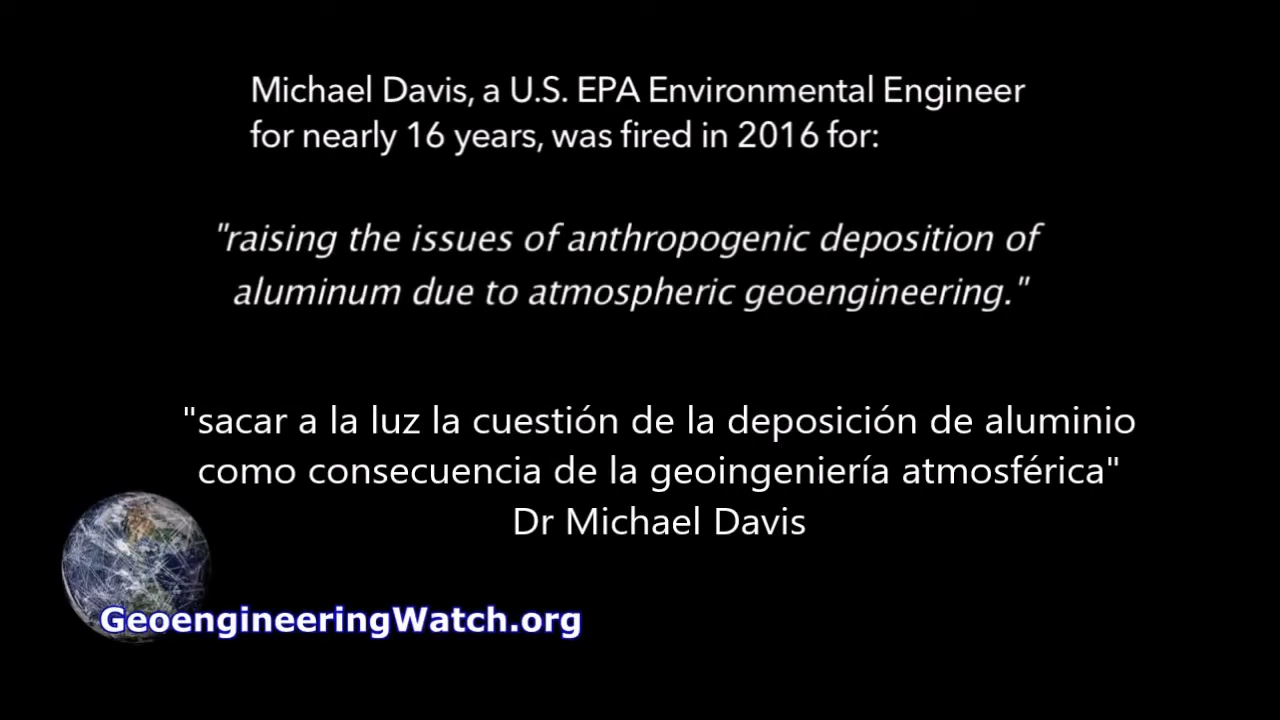 Michael Davis, a U.S. EPA Environmental Engineer
for nearly 16 years, was fired in 2016 for:
"raising the issues of anthropogenic deposition of
aluminum due to atmospheric geoengineering."
"sacar a la luz la cuestión de la deposición de aluminio
como consecuencia de la geoingeniería atmosférica"
Dr Michael Davis
GeoengineeringWatch.org